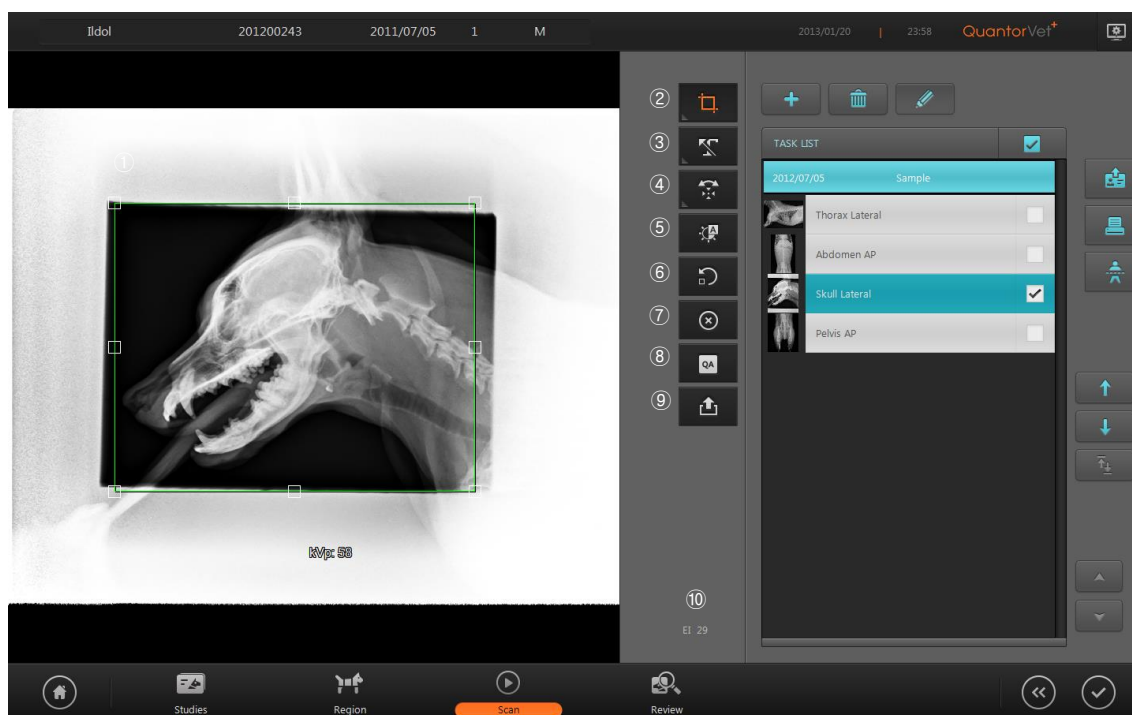 Ildol 201200243 2011/07/05 1 M 2013/01/20 | 23:58 QuantorVet+
①
②
③
④
⑤
⑥
⑦
⑧ QA
⑨
⑩
EI 29
kVp: 58
A
TASK LIST
2012/07/05 Sample
Thorax Lateral
Abdomen AP
Skull Lateral
Pelvis AP
Studies Region Scan Review